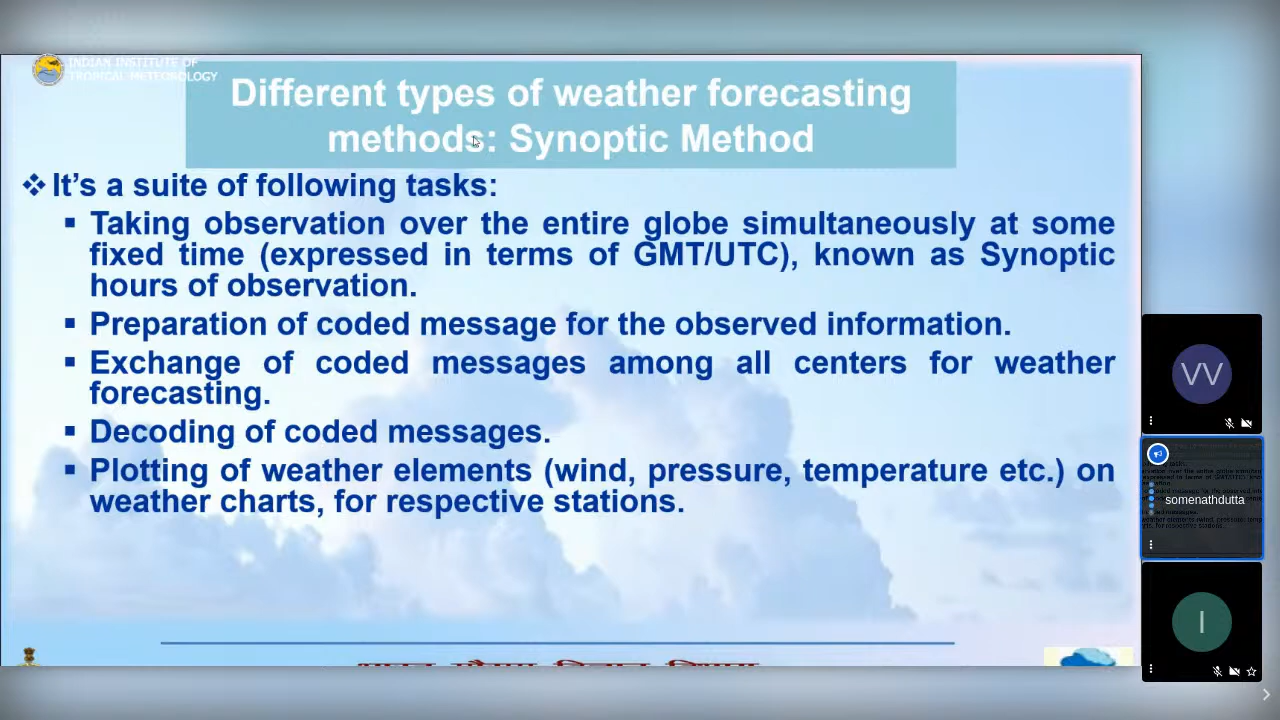 INDIAN INSTITUTE OF
TROPICAL METEOROLOGY
Different types of weather forecasting
methods: Synoptic Method
It’s a suite of following tasks:
Taking observation over the entire globe simultaneously at some
fixed time (expressed in terms of GMT/UTC), known as Synoptic
hours of observation.
Preparation of coded message for the observed information.
Exchange of coded messages among all centers for weather
forecasting.
Decoding of coded messages.
Plotting of weather elements (wind, pressure, temperature etc.) on
weather charts, for respective stations.
VV
somenathdutta
I